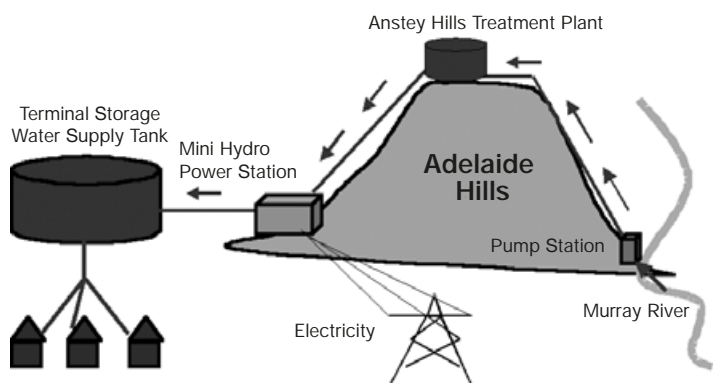 Anstey Hills Treatment Plant
Terminal Storage
Water Supply Tank
Mini Hydro
Power Station
Adelaide
Hills
Pump Station
Murray River
Electricity